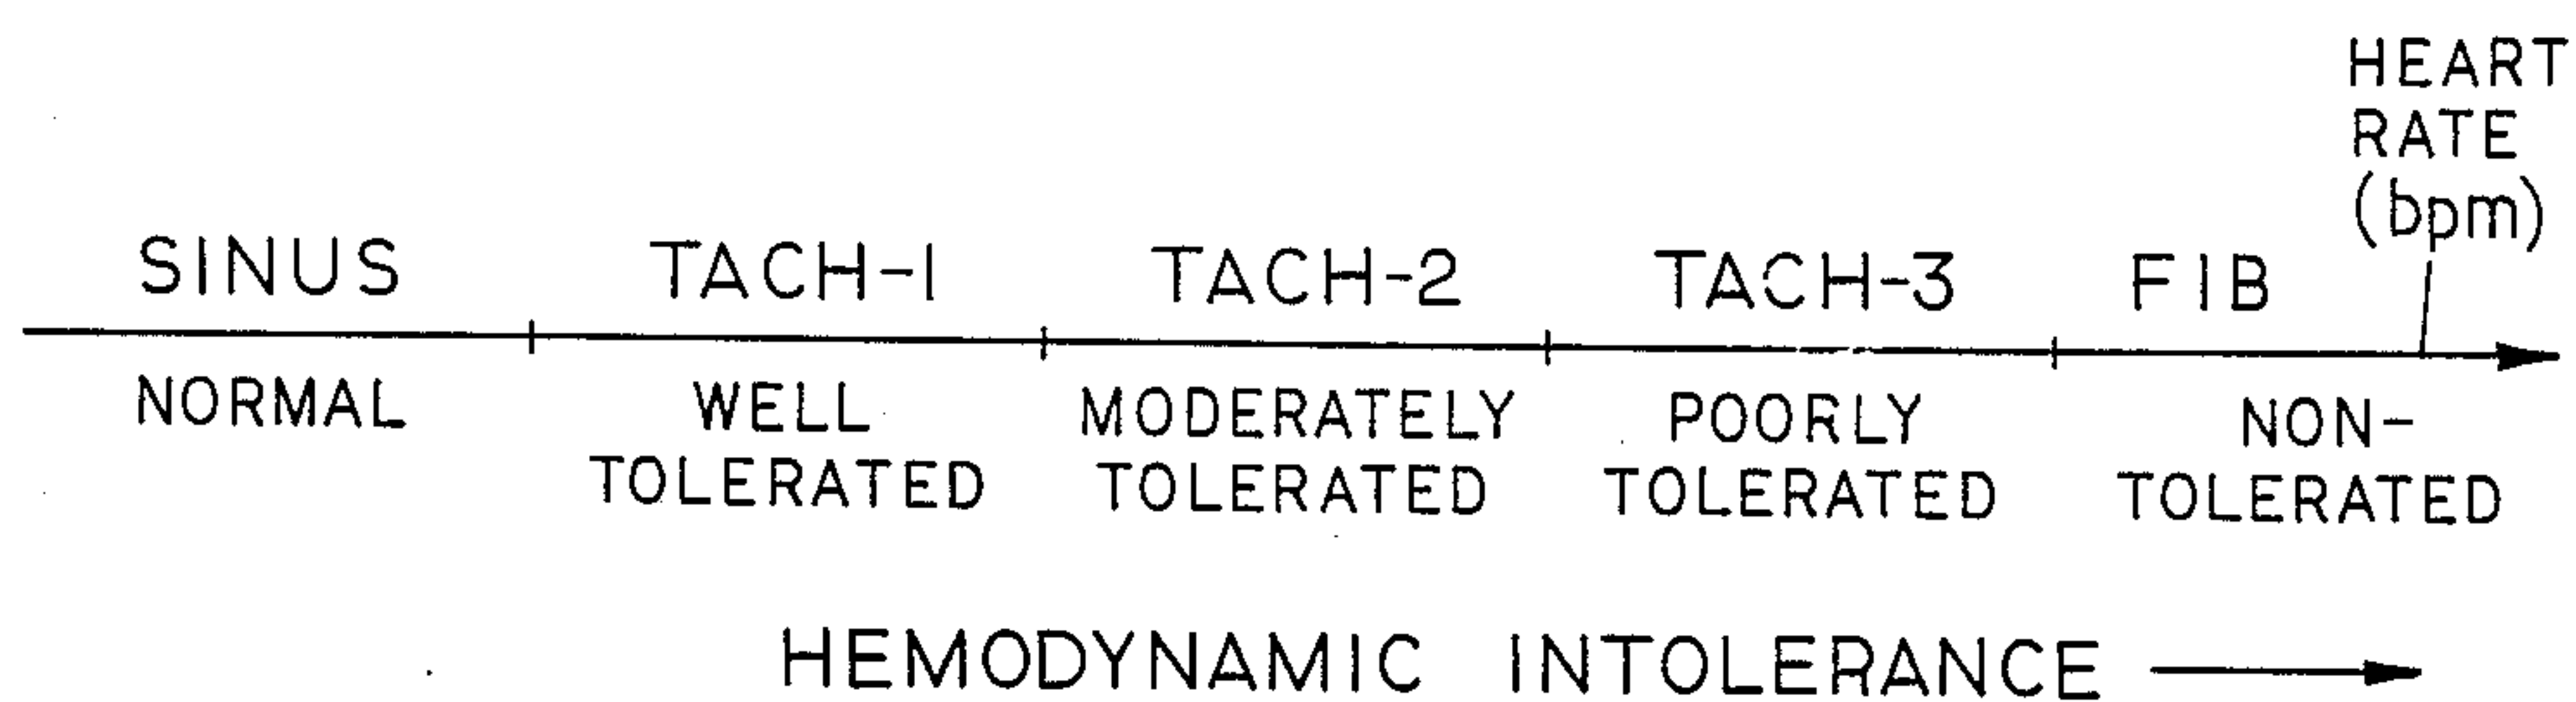 HEART
RATE
(bpm)
SINUS TACH-1 TACH-2 TACH-3 FIB
NORMAL WELL MODERATELY POORLY NON-
TOLERATED TOLERATED TOLERATED TOLERATED
HEMODYNAMIC INTOLERANCE